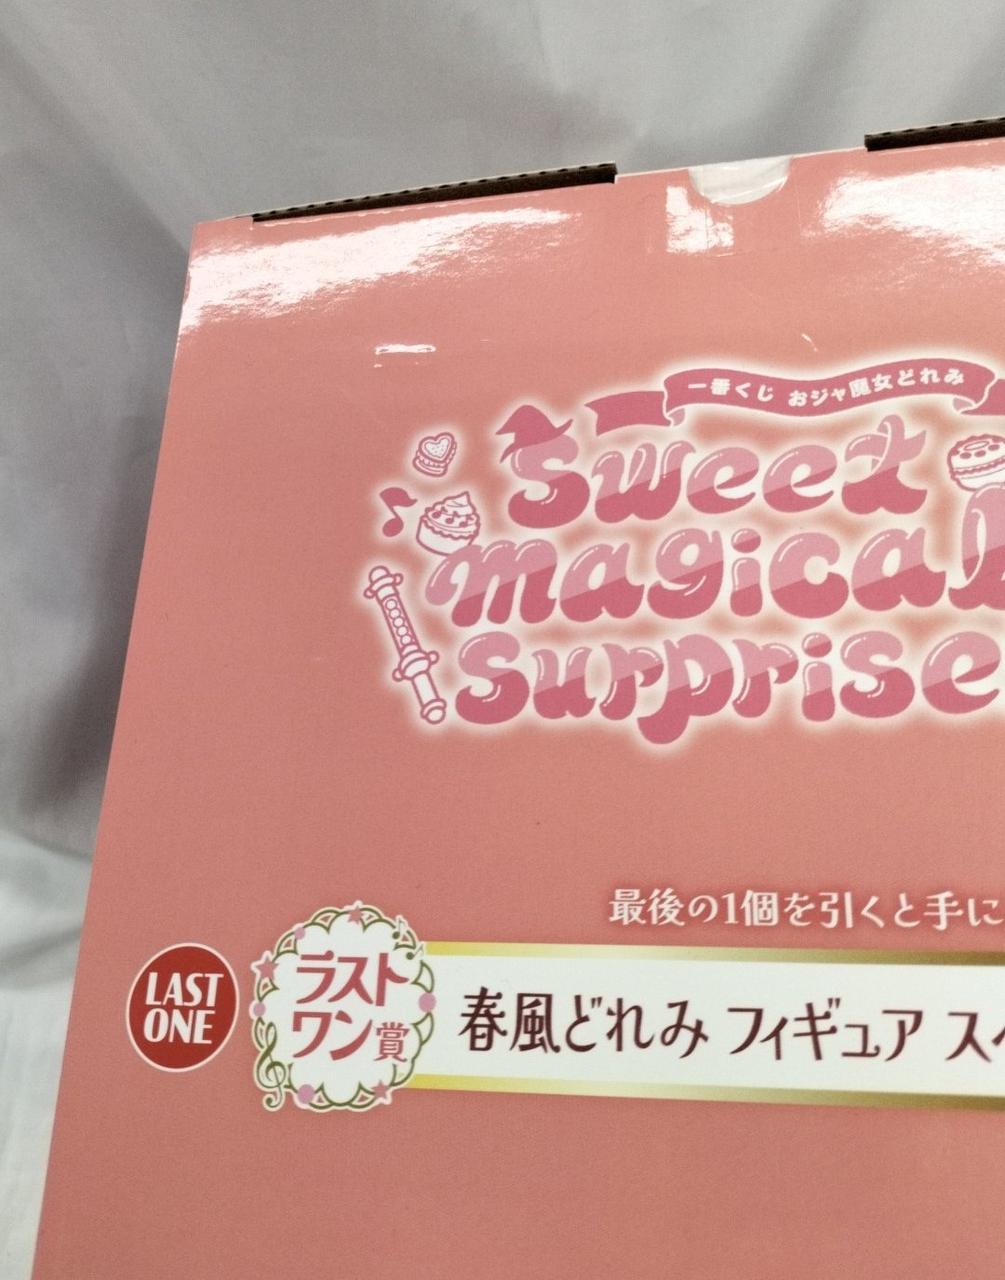 一番くじ おジャ魔女どれみ
Sweet
magical
surprise
最後の1個を引くと手に
LAST
ONE
ラスト
ワン賞
春風どれみ フィギュア ス